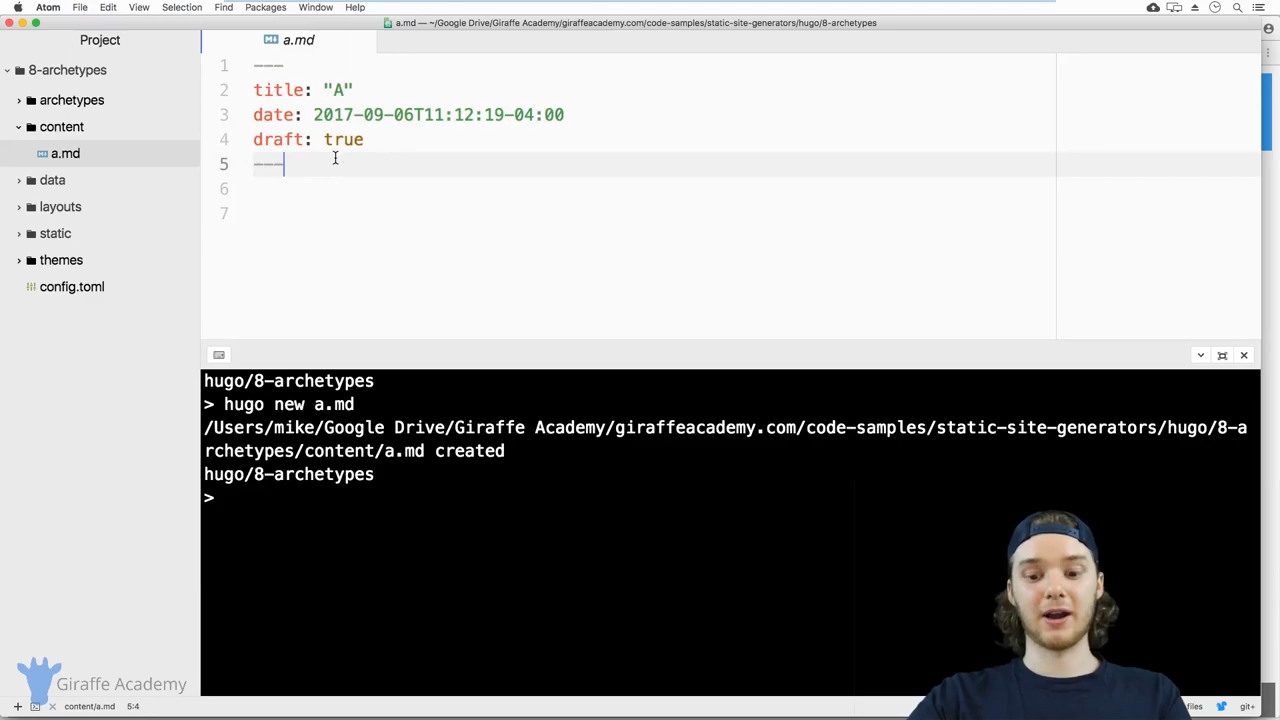 Atom File Edit View Selection Find Packages Window Help
a.md — ~/Google Drive/Giraffe Academy/giraffeacademy.com/code-samples/static-site-generators/hugo/8-archetypes
Project
a.md
8-archetypes
archetypes
content
a.md
data
layouts
static
themes
config.toml
1 ---
2 title: "A"
3 date: 2017-09-06T11:12:19-04:00
4 draft: true
5 ---
6
7
hugo/8-archetypes
> hugo new a.md
/Users/mike/Google Drive/Giraffe Academy/giraffeacademy.com/code-samples/static-site-generators/hugo/8-a
rchetypes/content/a.md created
hugo/8-archetypes
>
Giraffe Academy
content/a.md 5:4
files git+